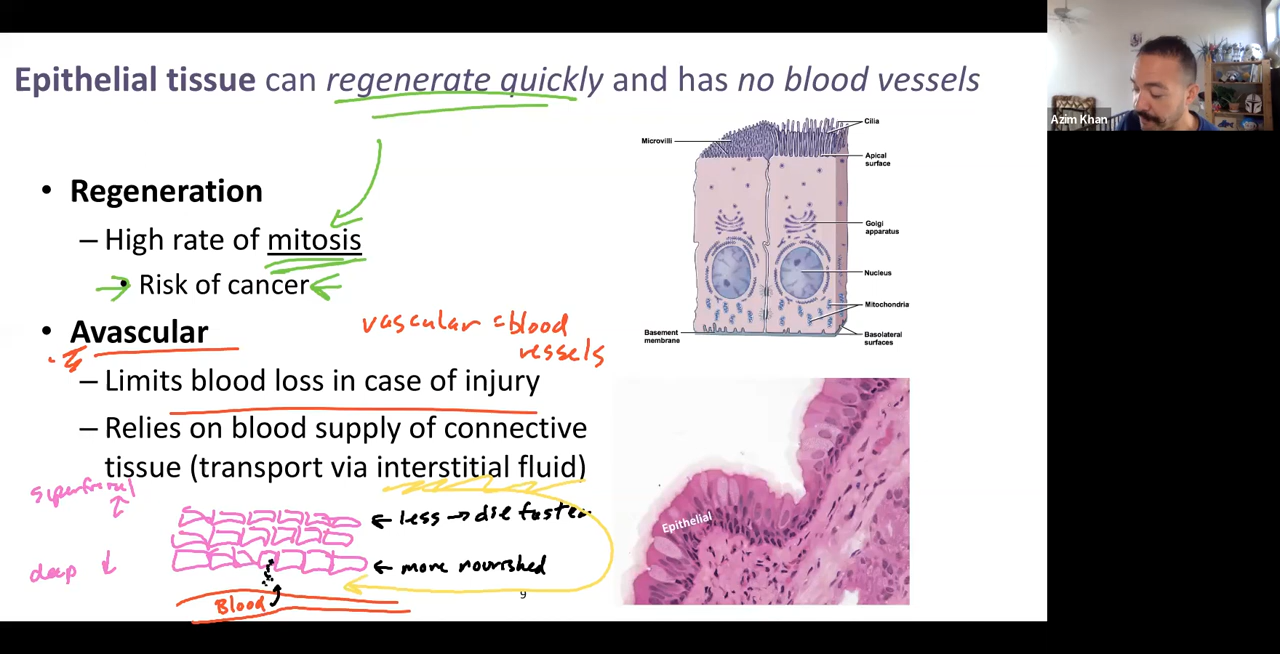 Epithelial tissue can regenerate quickly and has no blood vessels
• Regeneration
– High rate of mitosis
• Risk of cancer
• Avascular
vascular = blood
vessels
– Limits blood loss in case of injury
– Relies on blood supply of connective
tissue (transport via interstitial fluid)
superficial
← less → die faster
deep
← more nourished
Blood
9
Microvilli
Cilia
Apical
surface
Golgi
apparatus
Nucleus
Mitochondria
Basement
membrane
Basolateral
surfaces
Epithelial
Azim Khan